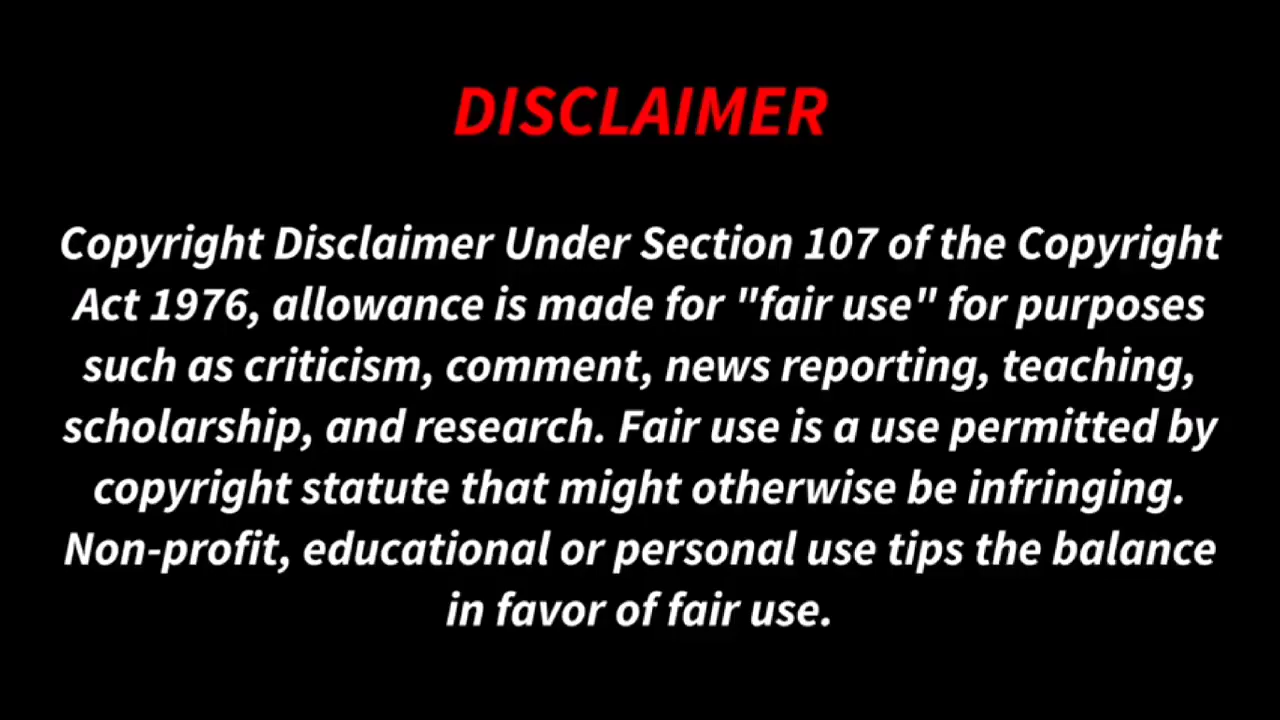 DISCLAIMER
Copyright Disclaimer Under Section 107 of the Copyright
Act 1976, allowance is made for "fair use" for purposes
such as criticism, comment, news reporting, teaching,
scholarship, and research. Fair use is a use permitted by
copyright statute that might otherwise be infringing.
Non-profit, educational or personal use tips the balance
in favor of fair use.